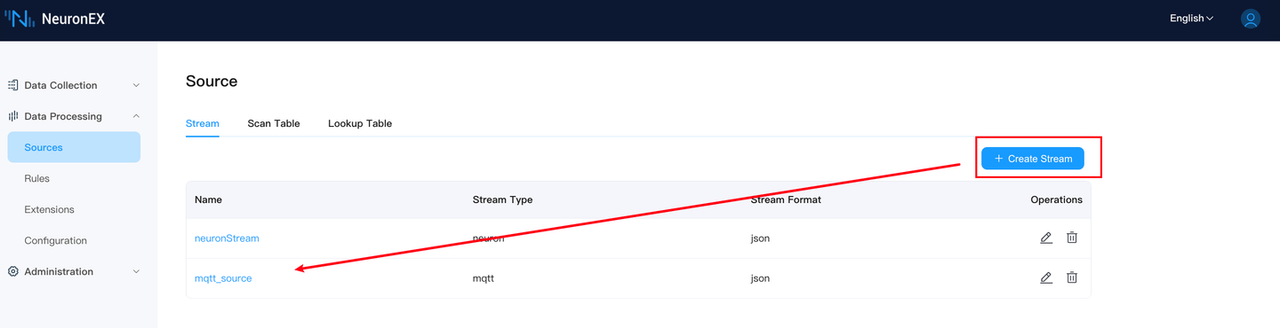 NeuronEX
English
Data Collection
Data Processing
Sources
Rules
Extensions
Configuration
Administration
Source
Stream Scan Table Lookup Table
+ Create Stream
Name Stream Type Stream Format Operations
neuronStream neuron json
mqtt_source mqtt json